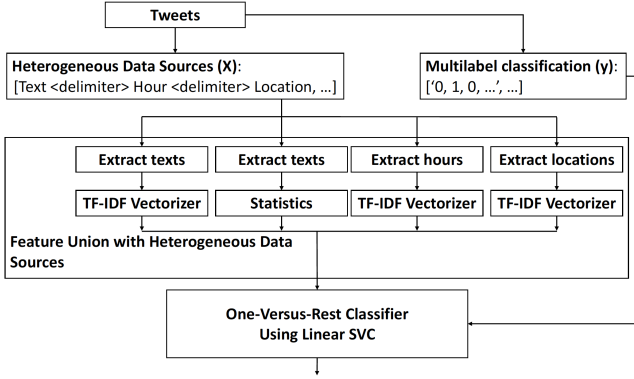 Tweets
Heterogeneous Data Sources (X):
[Text <delimiter> Hour <delimiter> Location, ...]
Multilabel classification (y):
['0, 1, 0, ...', ...]
Extract texts
Extract texts
Extract hours
Extract locations
TF-IDF Vectorizer
Statistics
TF-IDF Vectorizer
TF-IDF Vectorizer
Feature Union with Heterogeneous Data
Sources
One-Versus-Rest Classifier
Using Linear SVC